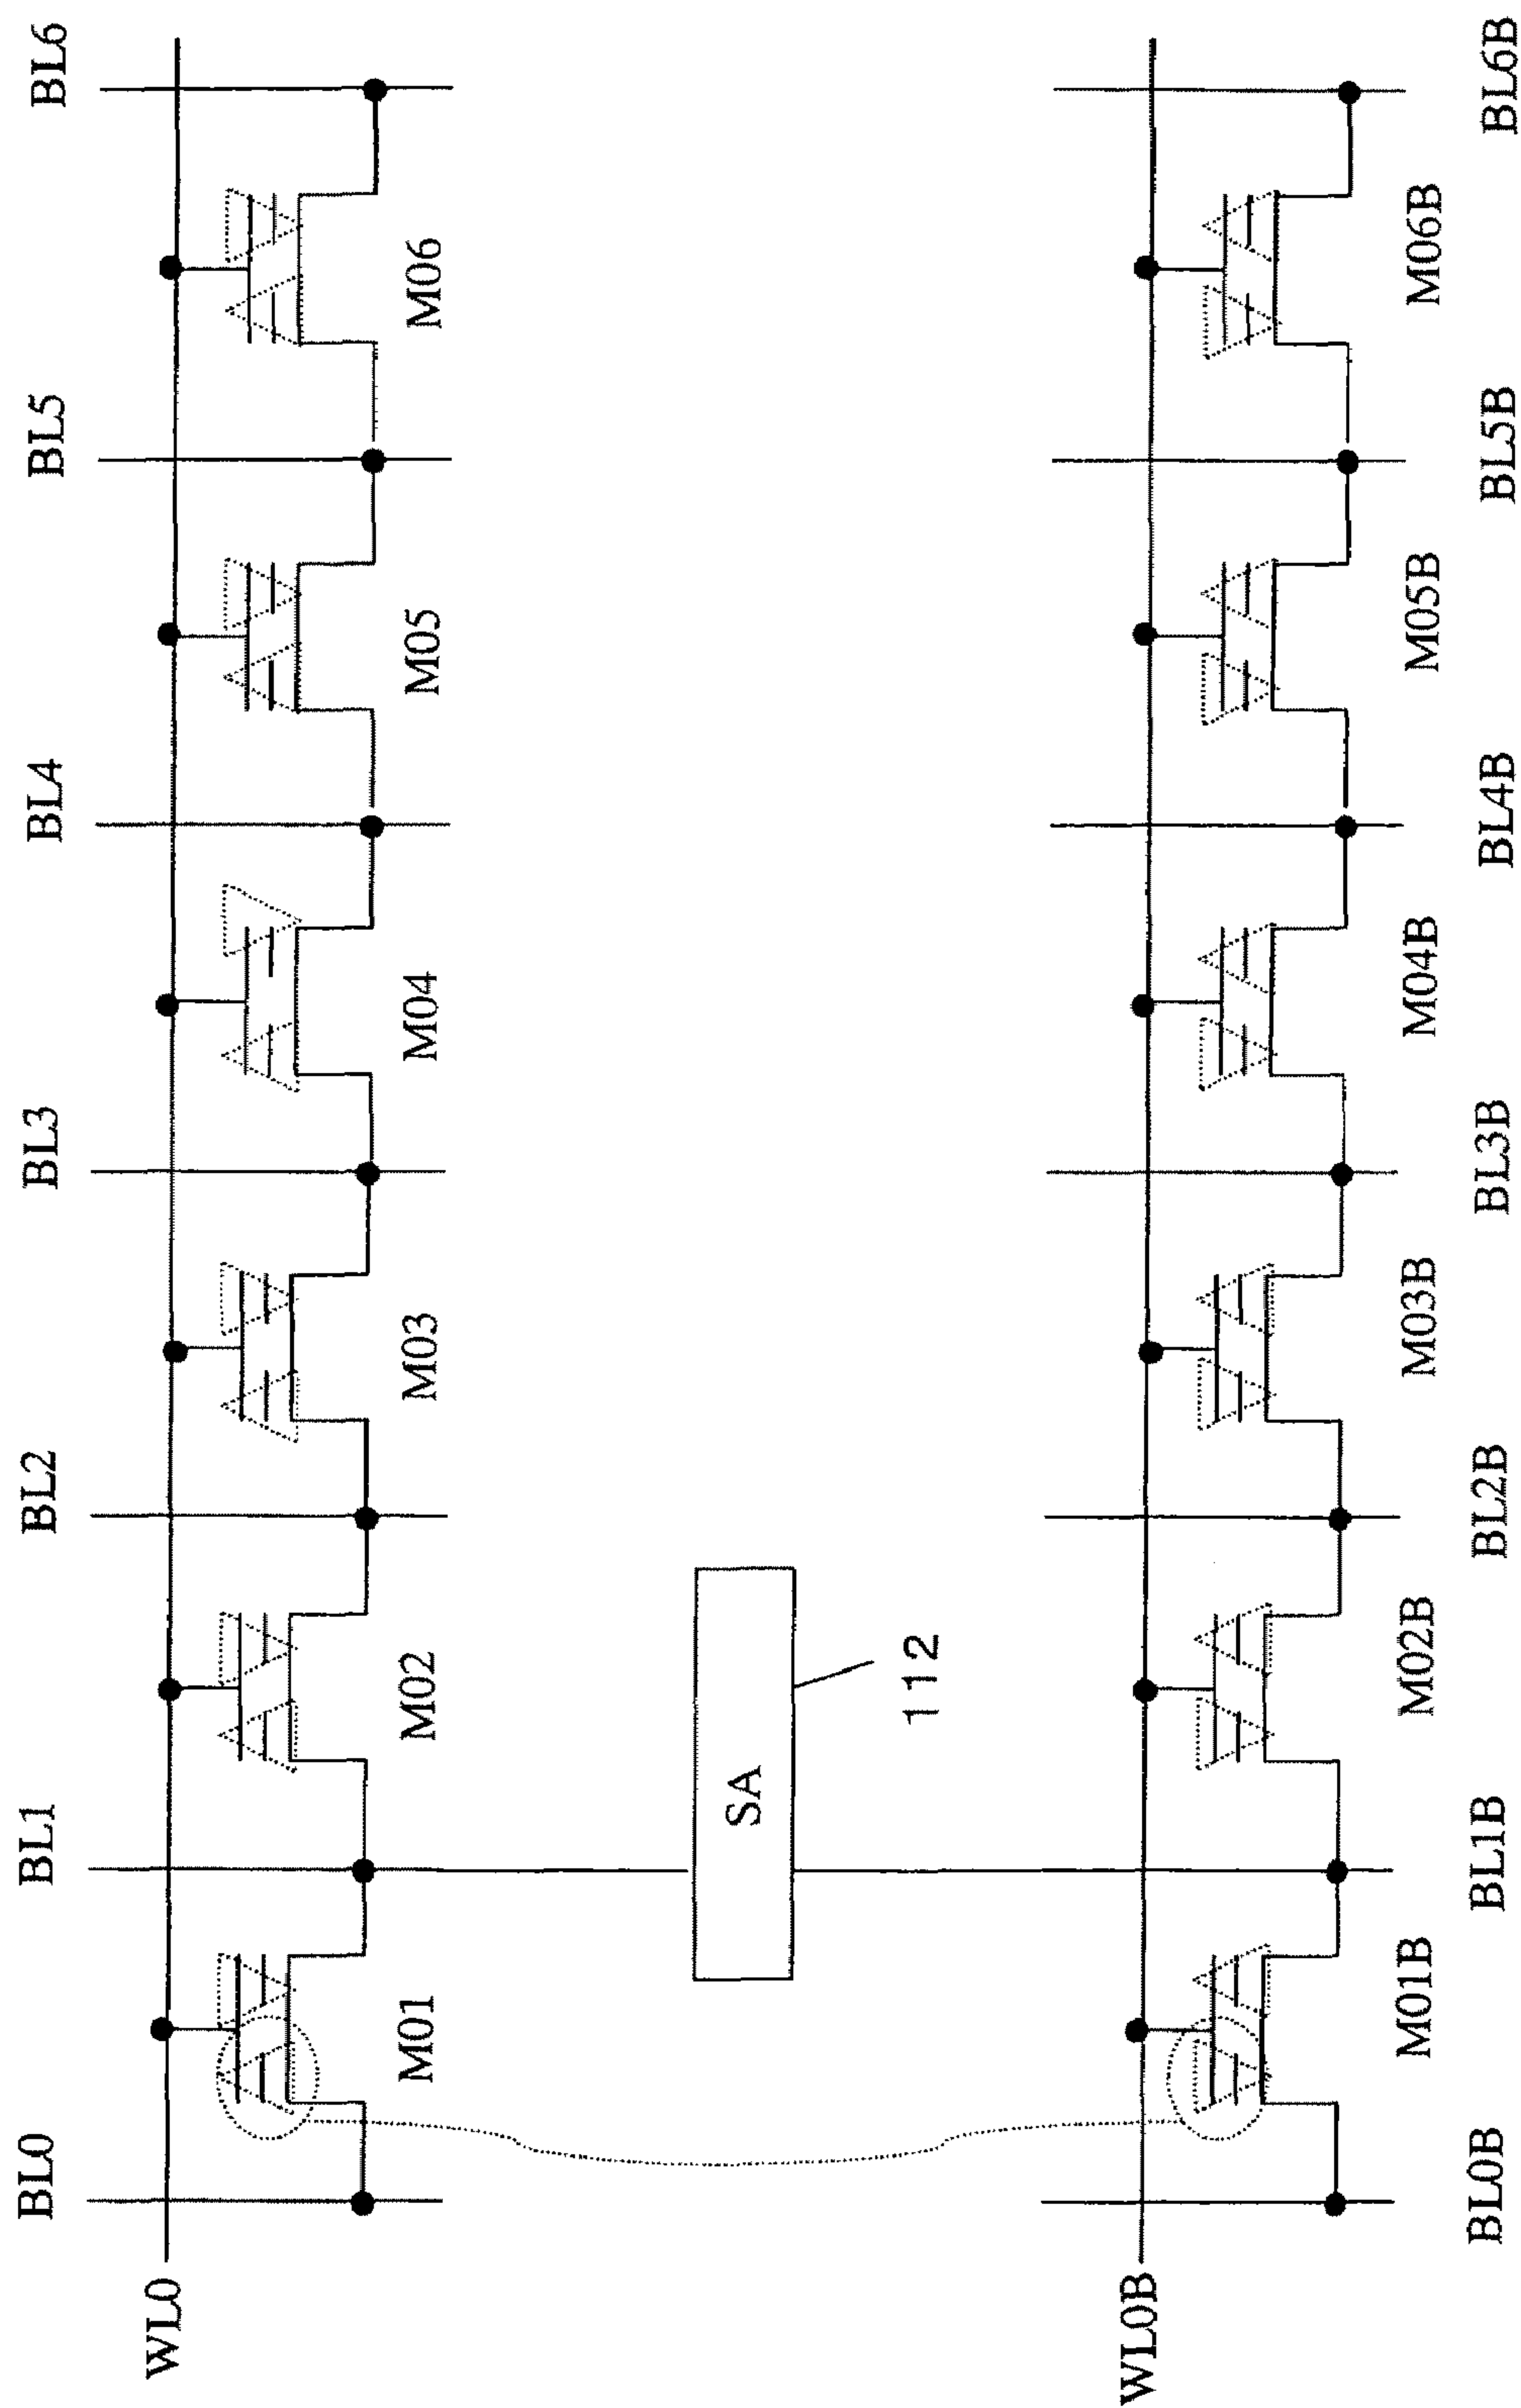 BL0 BL1 BL2 BL3 BL4 BL5 BL6
WL0
M01 M02 M03 M04 M05 M06
SA
112
WL0B
M01B M02B M03B M04B M05B M06B
BL0B BL1B BL2B BL3B BL4B BL5B BL6B